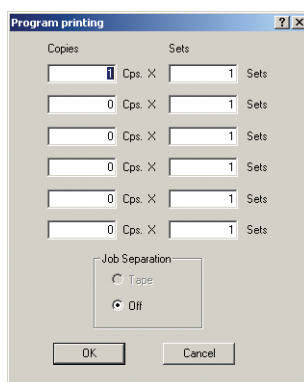 Program printing ? ×
Copies Sets
1 Cps. X 1 Sets
0 Cps. X 1 Sets
0 Cps. X 1 Sets
0 Cps. X 1 Sets
0 Cps. X 1 Sets
0 Cps. X 1 Sets
Job Separation
Tape
Off
OK Cancel